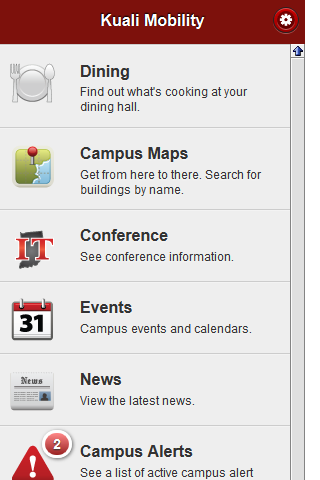 Kuali Mobility
Dining
Find out what's cooking at your
dining hall.
Campus Maps
Get from here to there. Search for
buildings by name.
IT
Conference
See conference information.
31
Events
Campus events and calendars.
News
News
View the latest news.
2
Campus Alerts
See a list of active campus alert